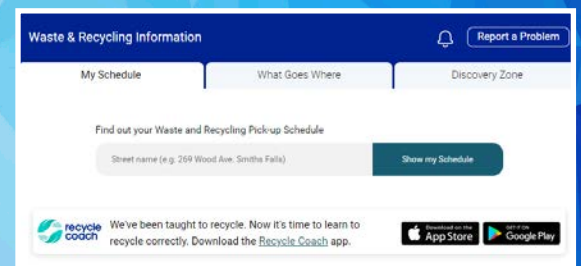 Waste & Recycling Information
Report a Problem
My Schedule
What Goes Where
Discovery Zone
Find out your Waste and Recycling Pick-up Schedule
Street name (e.g. 269 Wood Ave. Smiths Falls)
Show my Schedule
recycle
coach
We've been taught to recycle. Now it's time to learn to
recycle correctly. Download the Recycle Coach app.
Download on the
App Store
GET IT ON
Google Play